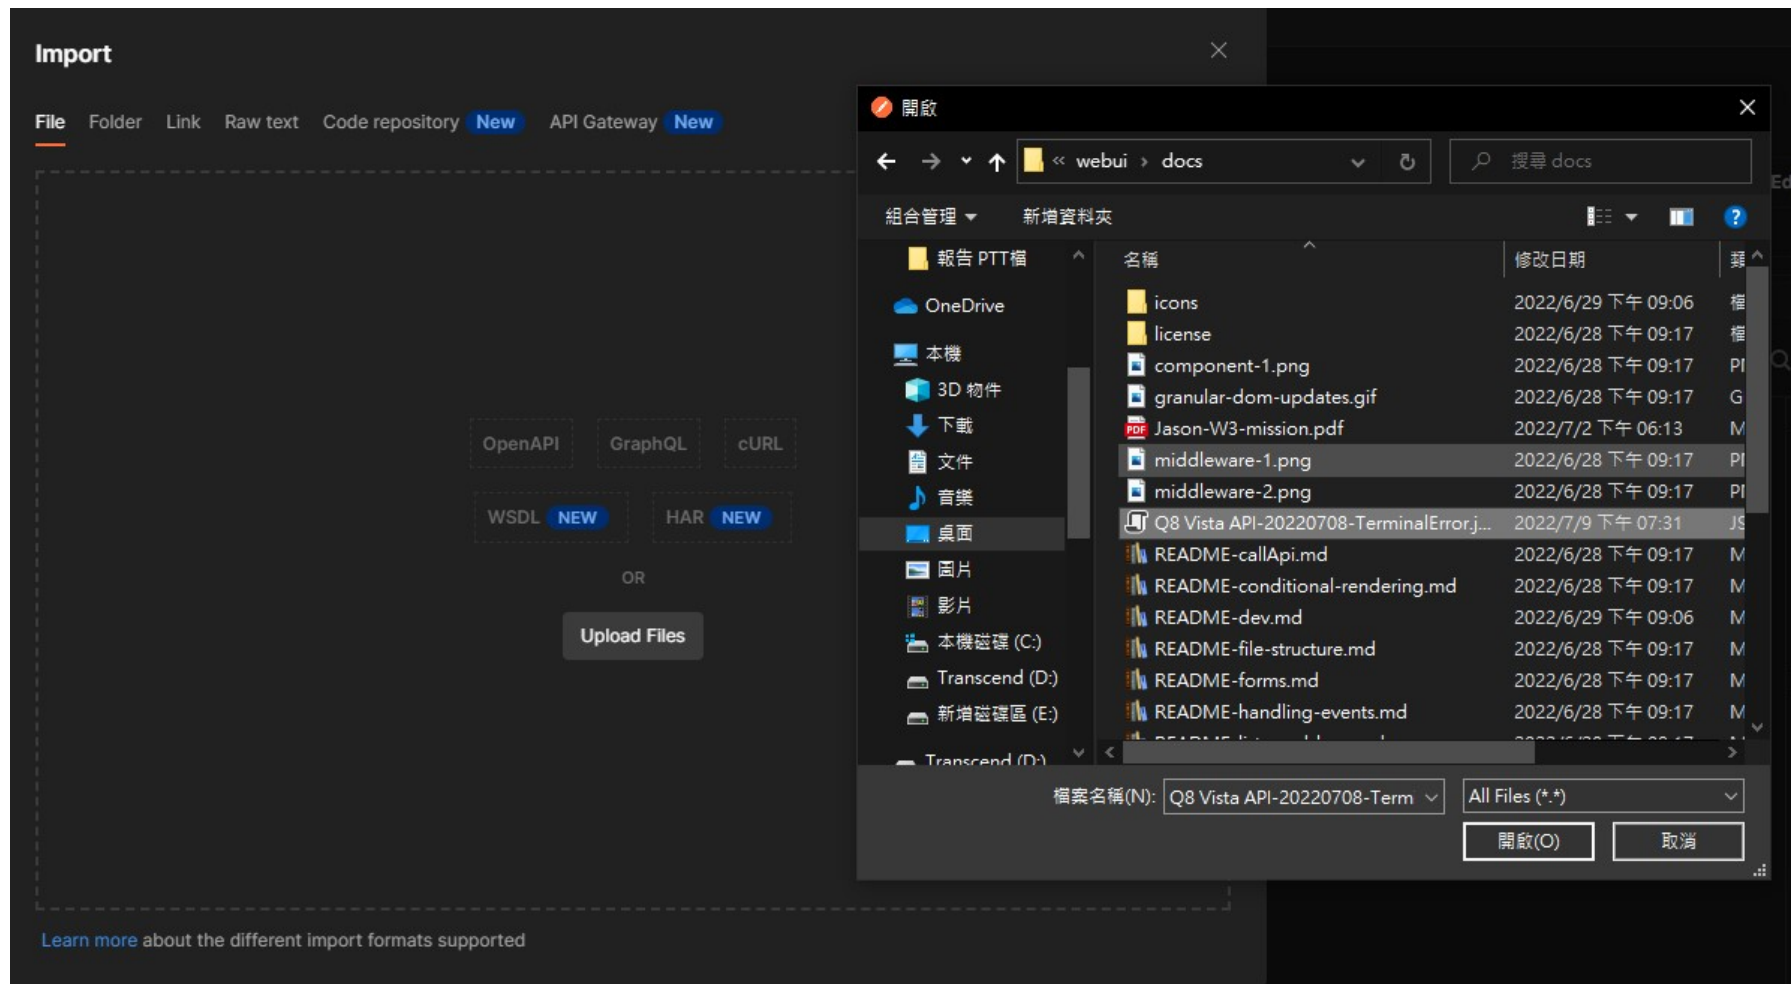 Import
File Folder Link Raw text Code repository New API Gateway New
OpenAPI GraphQL cURL
WSDL NEW HAR NEW
OR
Upload Files
Learn more about the different import formats supported
開啟
« webui › docs
搜尋 docs
組合管理 新增資料夾
報告 PTT檔
OneDrive
本機
3D 物件
下載
文件
音樂
桌面
圖片
影片
本機磁碟 (C:)
Transcend (D:)
新增磁碟區 (E:)
Transcend (D:)
名稱 修改日期 類
icons 2022/6/29 下午 09:06 檔
license 2022/6/28 下午 09:17 檔
component-1.png 2022/6/28 下午 09:17
granular-dom-updates.gif 2022/6/28 下午 09:17 G
Jason-W3-mission.pdf 2022/7/2 下午 06:13 M
middleware-1.png 2022/6/28 下午 09:17
middleware-2.png 2022/6/28 下午 09:17
Q8 Vista API-20220708-TerminalError.j... 2022/7/9 下午 07:31 JS
README-callApi.md 2022/6/28 下午 09:17 M
README-conditional-rendering.md 2022/6/28 下午 09:17 M
README-dev.md 2022/6/29 下午 09:06 M
README-file-structure.md 2022/6/28 下午 09:17 M
README-forms.md 2022/6/28 下午 09:17 M
README-handling-events.md 2022/6/28 下午 09:17 M
檔案名稱(N): Q8 Vista API-20220708-Term All Files (*.*)
開啟(O) 取消
Ed